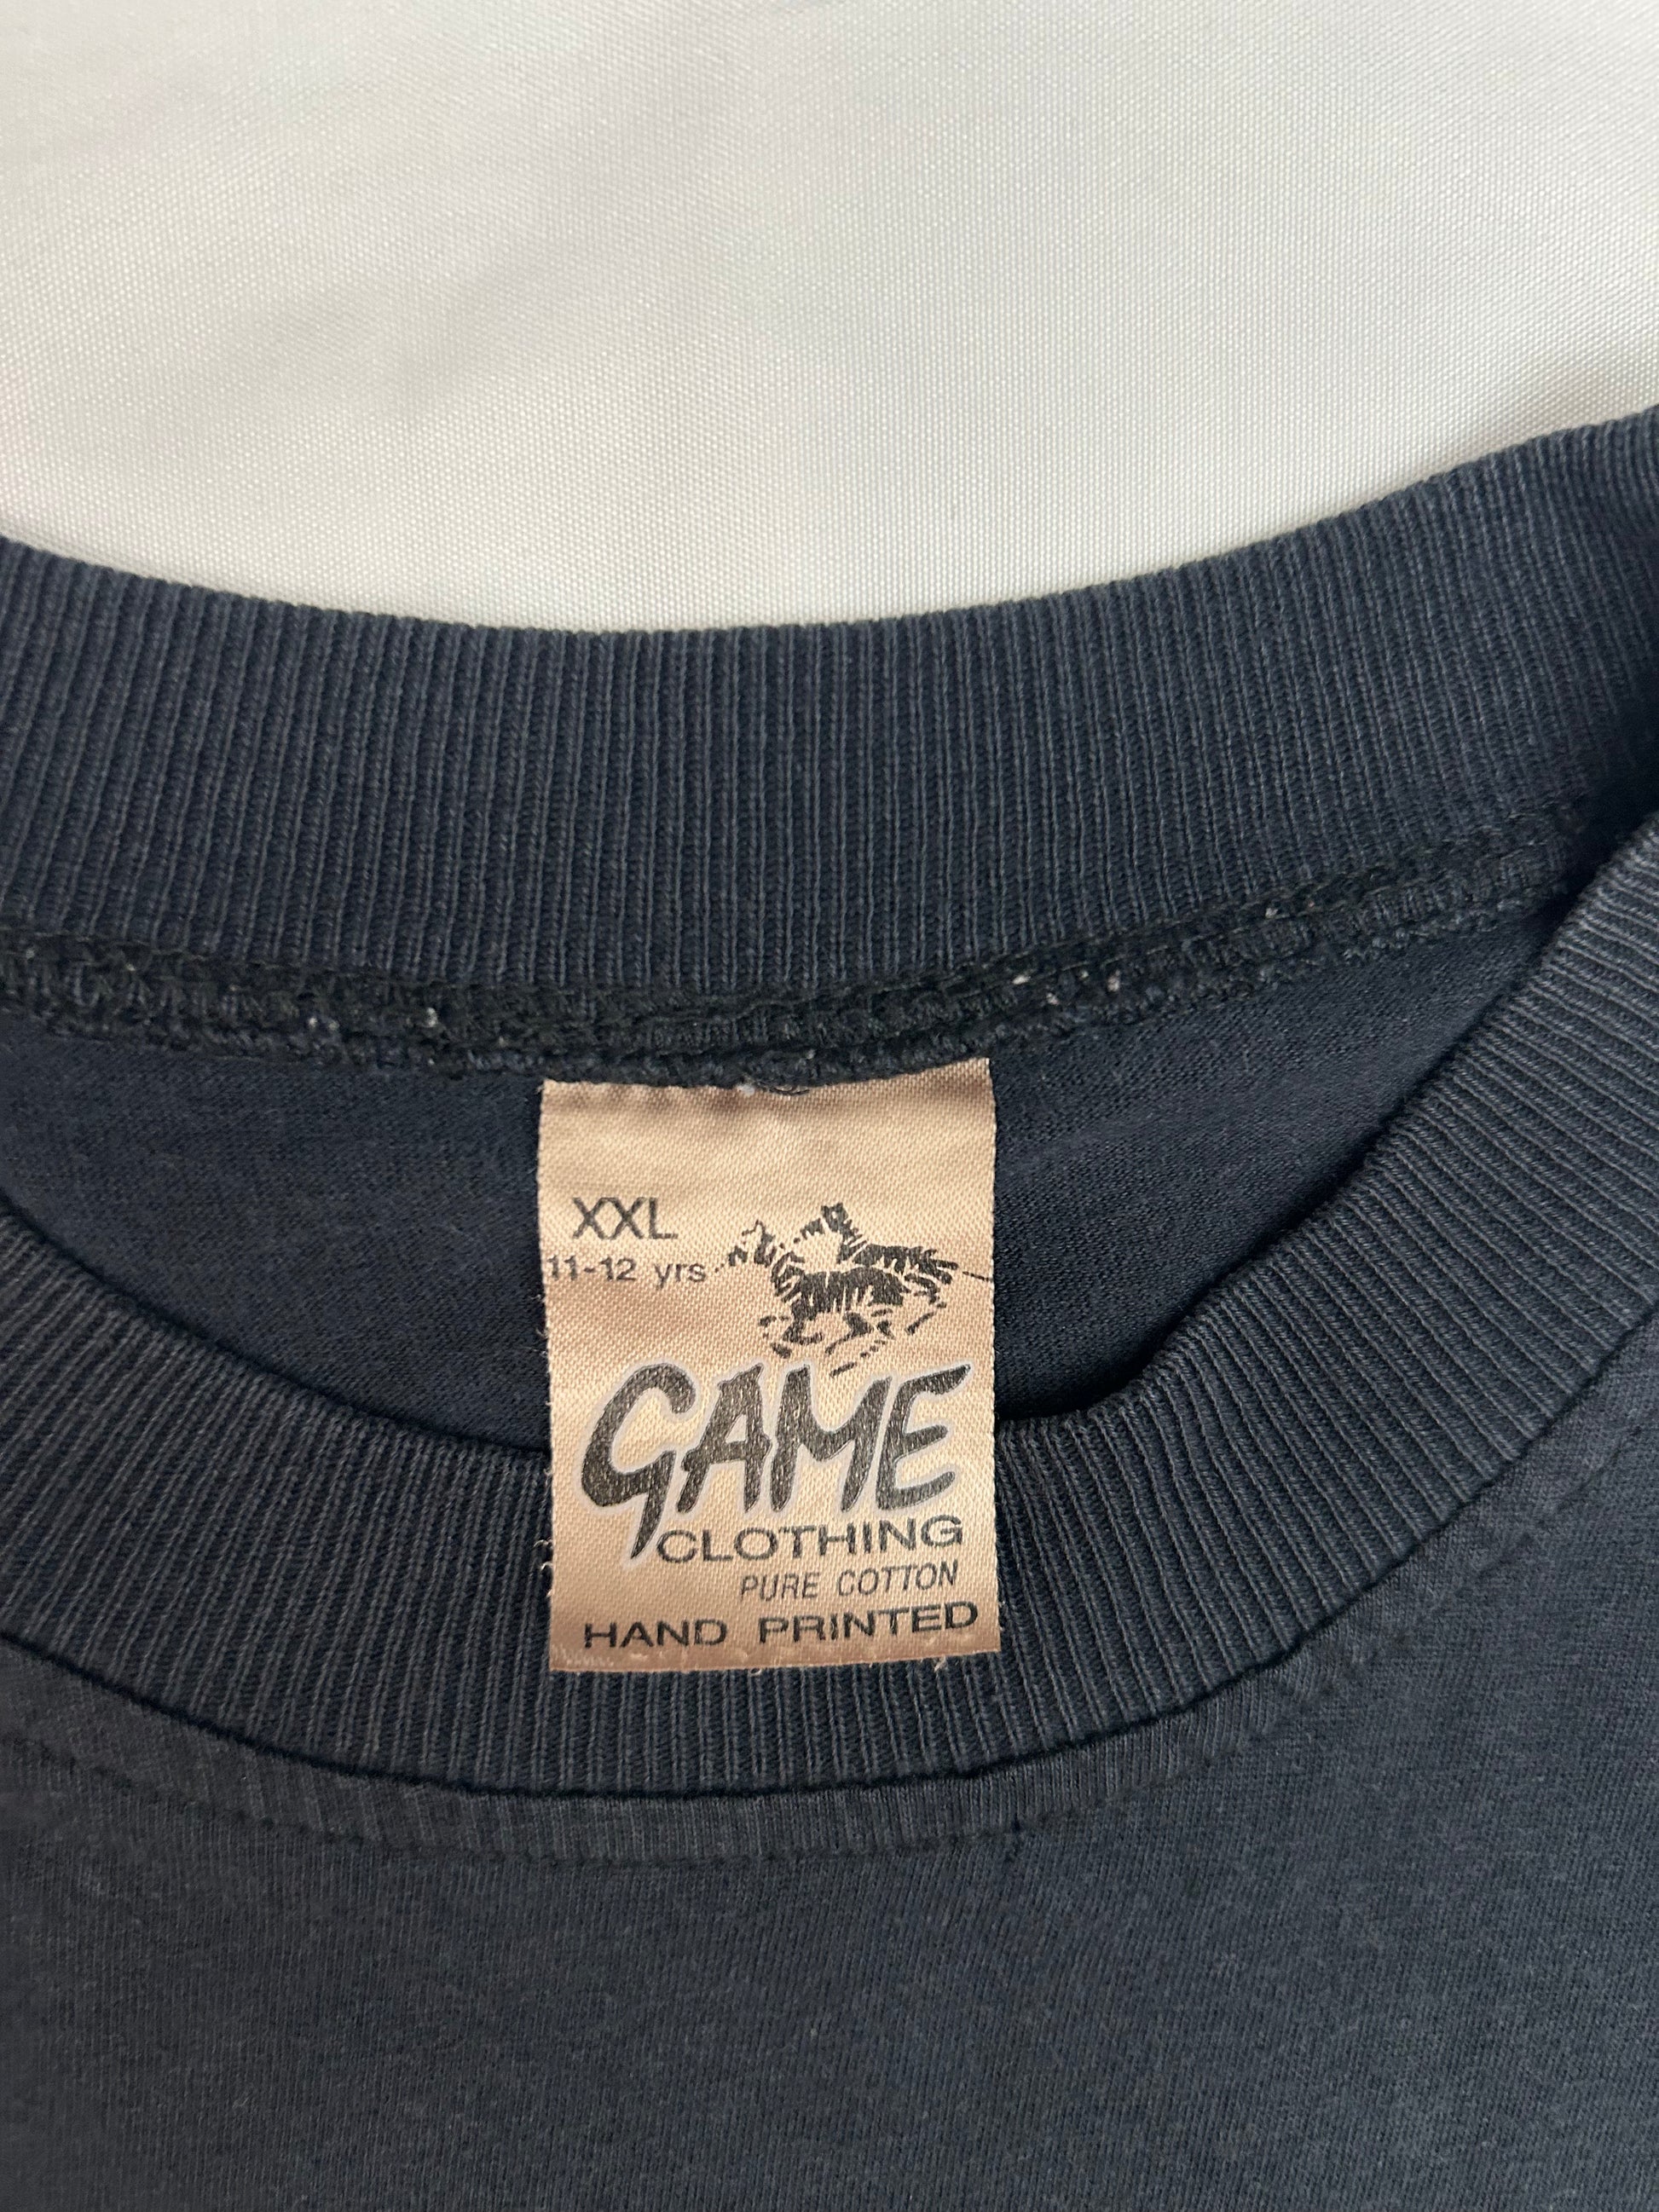 XXL
11-12 yrs
GAME
CLOTHING
PURE COTTON
HAND PRINTED